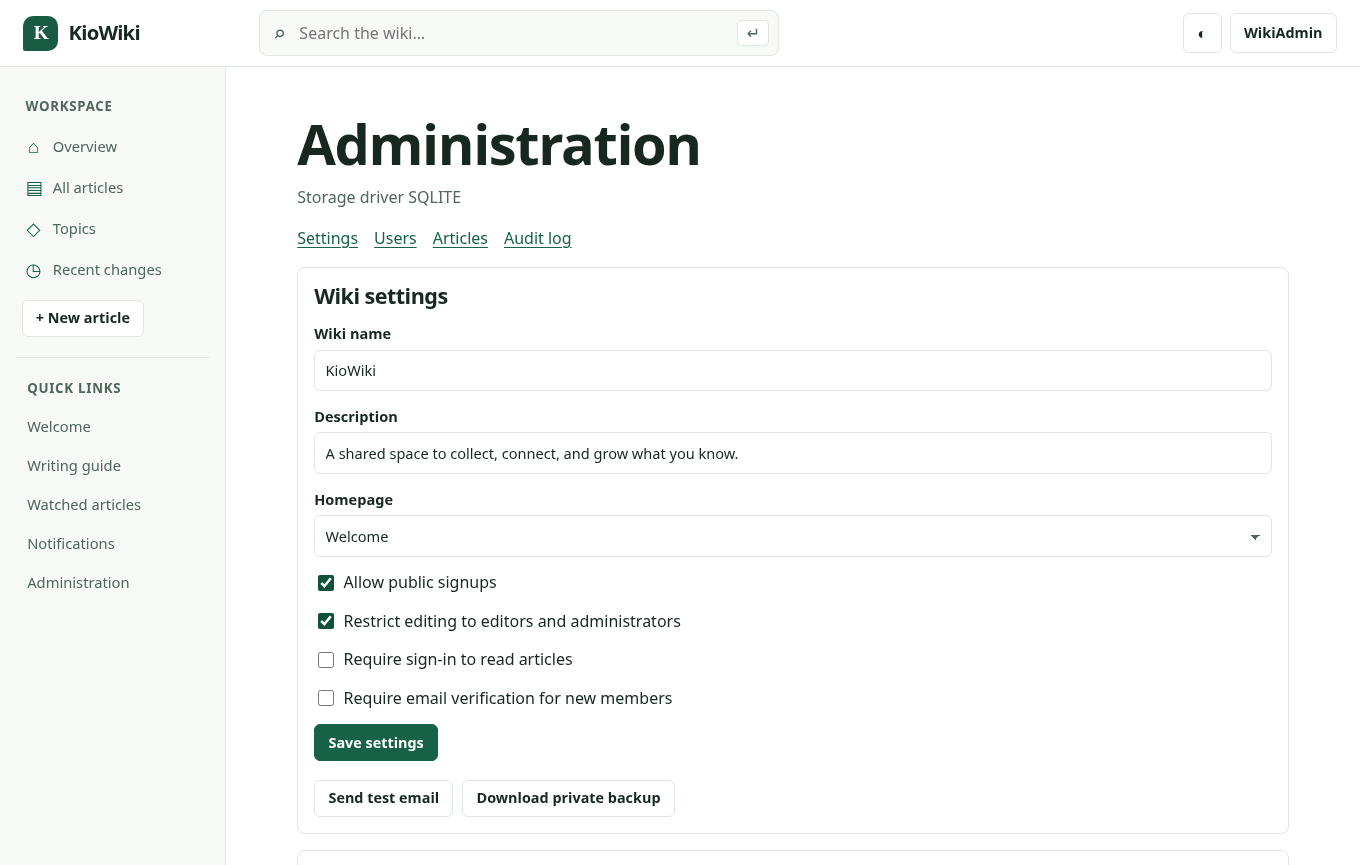 K KioWiki
Search the wiki...
WikiAdmin
WORKSPACE
Overview
All articles
Topics
Recent changes
+ New article
QUICK LINKS
Welcome
Writing guide
Watched articles
Notifications
Administration
Administration
Storage driver SQLITE
Settings Users Articles Audit log
Wiki settings
Wiki name
KioWiki
Description
A shared space to collect, connect, and grow what you know.
Homepage
Welcome
Allow public signups
Restrict editing to editors and administrators
Require sign-in to read articles
Require email verification for new members
Save settings
Send test email Download private backup